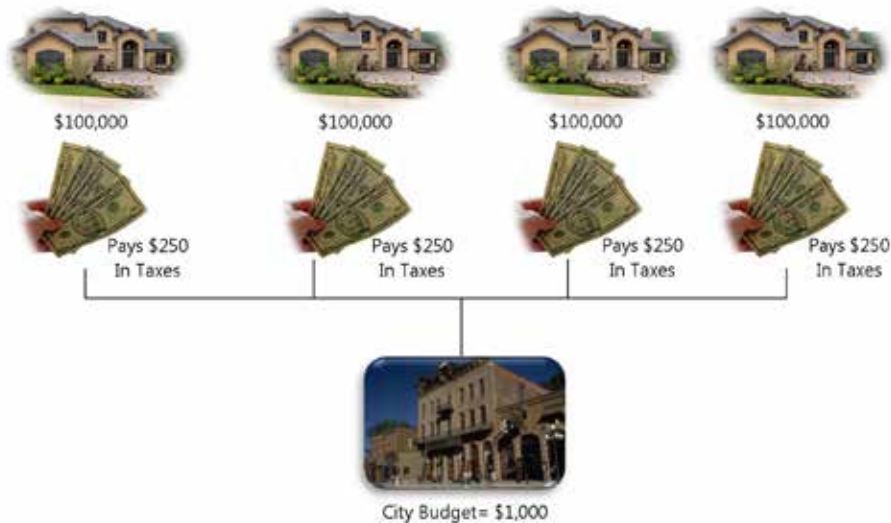 $100,000
$100,000
$100,000
$100,000
Pays $250
In Taxes
Pays $250
In Taxes
Pays $250
In Taxes
Pays $250
In Taxes
City Budget= $1,000